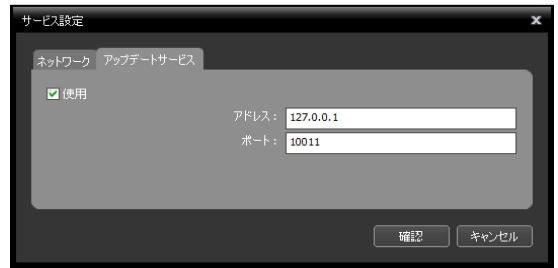 サービス設定 x
ネットワーク アップデートサービス
使用
アドレス : 127.0.0.1
ポート : 10011
確認 キャンセル